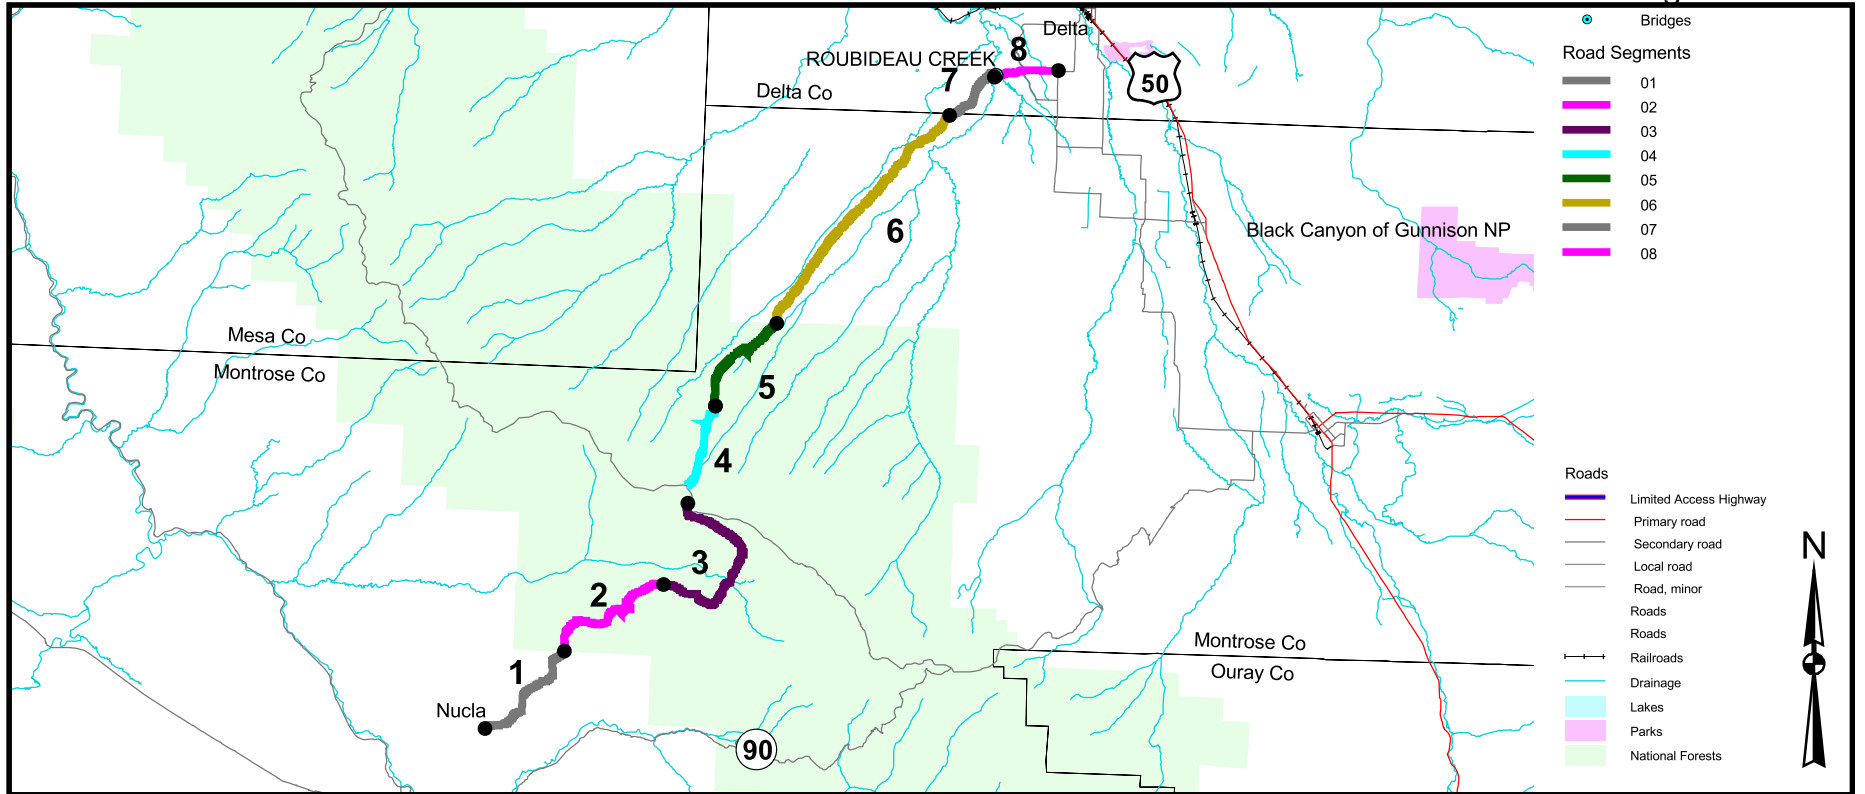 Delta
8
ROUBIDEAU CREEK
7
50
Delta Co
6
Black Canyon of Gunnison NP
Mesa Co
Montrose Co
5
4
3
2
1
Nucla
90
Montrose Co
Ouray Co
Bridges
Road Segments
01
02
03
04
05
06
07
08
Roads
Limited Access Highway
Primary road
Secondary road
Local road
Road, minor
Roads
Roads
Railroads
Drainage
Lakes
Parks
National Forests
N